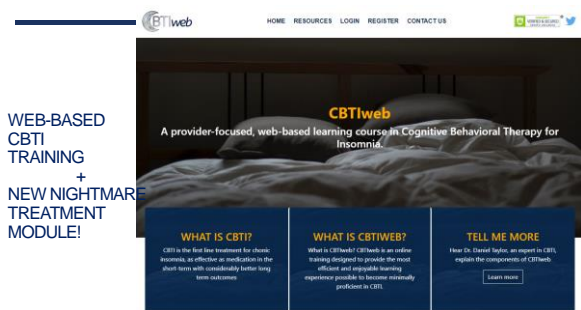 CBTIweb
HOME RESOURCES LOGIN REGISTER CONTACT US
WEB-BASED
CBTI
TRAINING
+
NEW NIGHTMARE
TREATMENT
MODULE!
CBTIweb
A provider-focused, web-based learning course in Cognitive Behavioral Therapy for
Insomnia.
WHAT IS CBTI?
CBTI is the first line treatment for chonic
insomnia, as effective as medication in the
short-term with considerably better long
term outcomes
WHAT IS CBTIWEB?
What is CBTIweb? CBTIweb is an online
training designed to provide the most
efficient and enjoyable learning
experience possible to become minimally
proficient in CBTI.
TELL ME MORE
Hear Dr. Daniel Taylor, an expert in CBTI,
explain the components of CBTIweb
Learn more